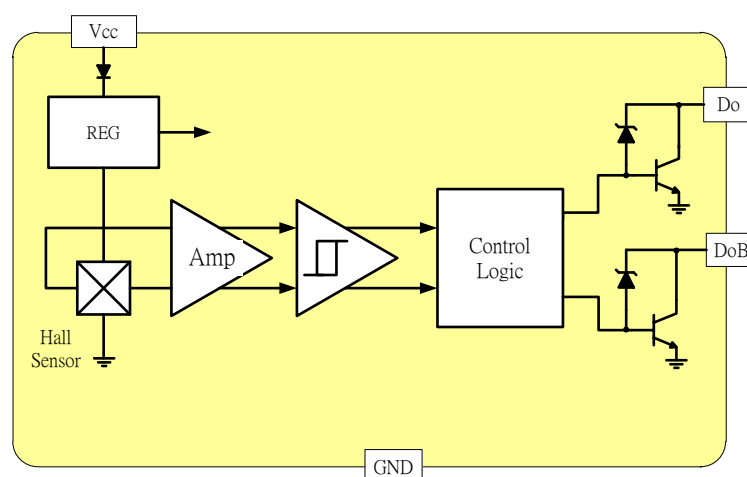 Vcc
REG
Do
Amp
Control
Logic
DoB
Hall
Sensor
GND